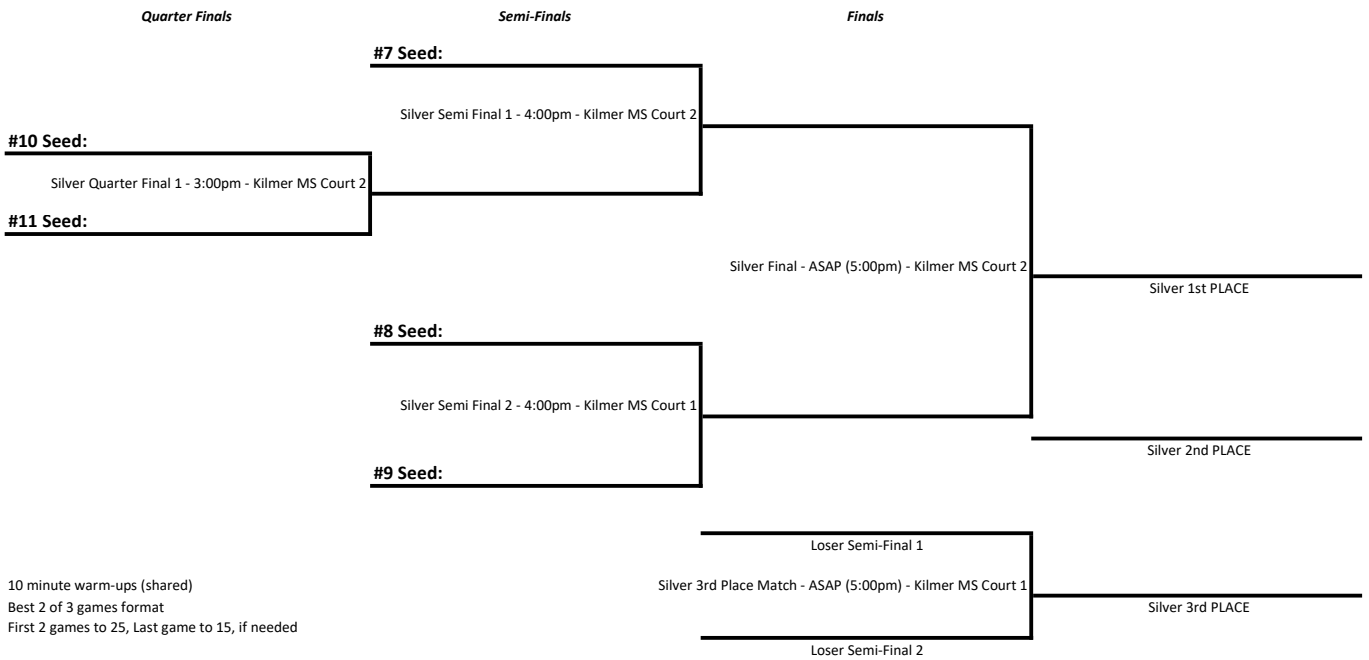 Quarter Finals
Semi-Finals
Finals
#7 Seed:
Silver Semi Final 1 - 4:00pm - Kilmer MS Court 2
#10 Seed:
Silver Quarter Final 1 - 3:00pm - Kilmer MS Court 2
#11 Seed:
Silver Final - ASAP (5:00pm) - Kilmer MS Court 2
Silver 1st PLACE
#8 Seed:
Silver Semi Final 2 - 4:00pm - Kilmer MS Court 1
Silver 2nd PLACE
#9 Seed:
Loser Semi-Final 1
10 minute warm-ups (shared)
Silver 3rd Place Match - ASAP (5:00pm) - Kilmer MS Court 1
Best 2 of 3 games format
Silver 3rd PLACE
First 2 games to 25, Last game to 15, if needed
Loser Semi-Final 2